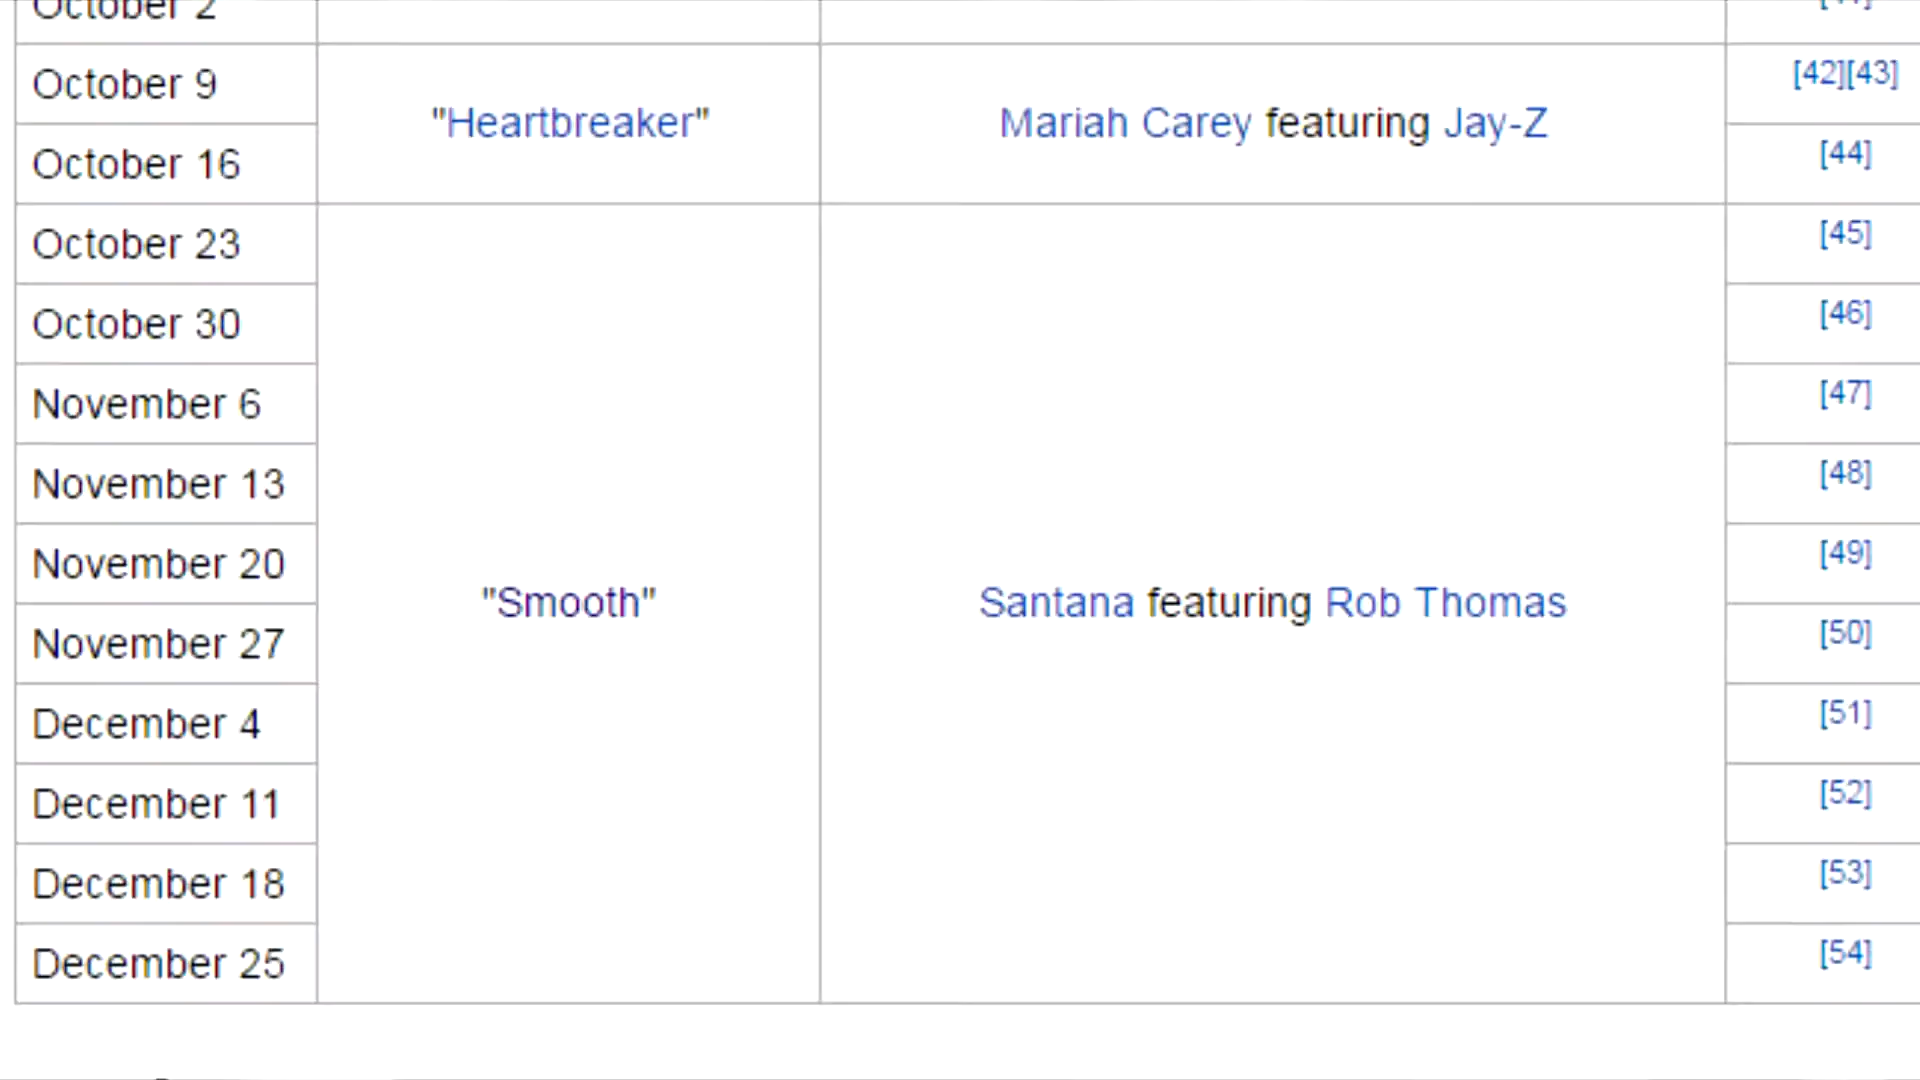 October 2
October 9
[42][43]
"Heartbreaker"
Mariah Carey featuring Jay-Z
October 16
[44]
October 23
[45]
October 30
[46]
November 6
[47]
November 13
[48]
November 20
[49]
"Smooth"
Santana featuring Rob Thomas
November 27
[50]
December 4
[51]
December 11
[52]
December 18
[53]
December 25
[54]